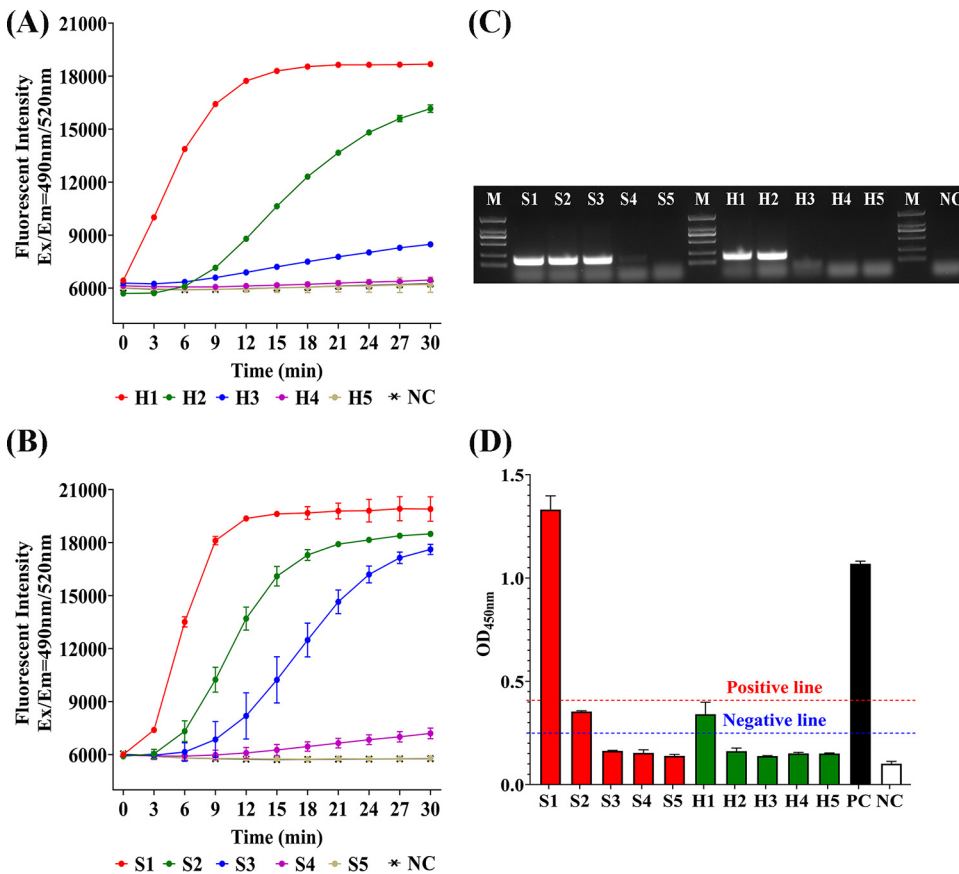 (A)
21000
18000
15000
12000
9000
6000
Fluorescent Intensity
Ex/Em=490nm/520nm
0 3 6 9 12 15 18 21 24 27 30
Time (min)
H1 H2 H3 H4 H5 NC
(B)
21000
18000
15000
12000
9000
6000
Fluorescent Intensity
Ex/Em=490nm/520nm
0 3 6 9 12 15 18 21 24 27 30
Time (min)
S1 S2 S3 S4 S5 NC
(C)
M S1 S2 S3 S4 S5 M H1 H2 H3 H4 H5 M NC
(D)
1.5
1.0
0.5
0.0
OD450nm
Positive line
Negative line
S1 S2 S3 S4 S5 H1 H2 H3 H4 H5 PC NC